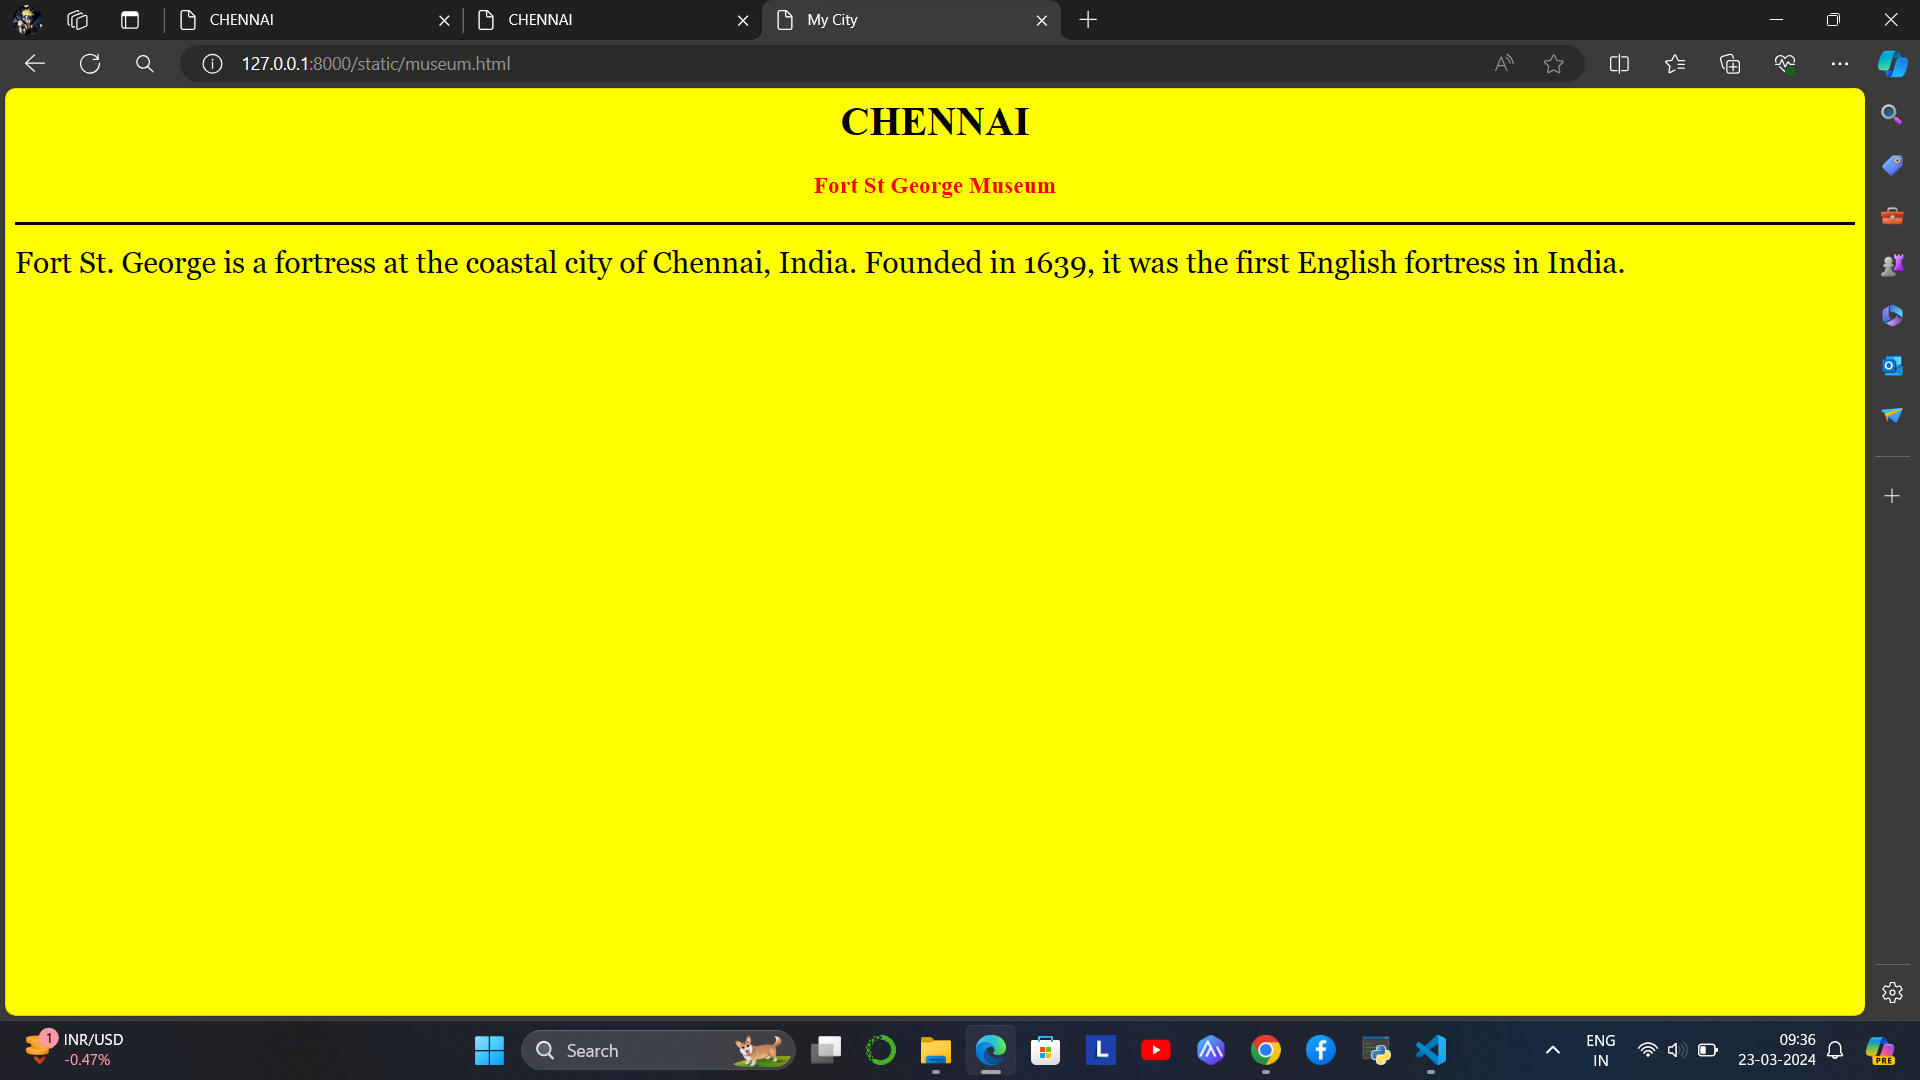 CHENNAI
CHENNAI
My City
127.0.0.1:8000/static/museum.html
CHENNAI
Fort St George Museum
Fort St. George is a fortress at the coastal city of Chennai, India. Founded in 1639, it was the first English fortress in India.
1
INR/USD
-0.47%
Search
L
ENG
IN
09:36
23-03-2024
PRE